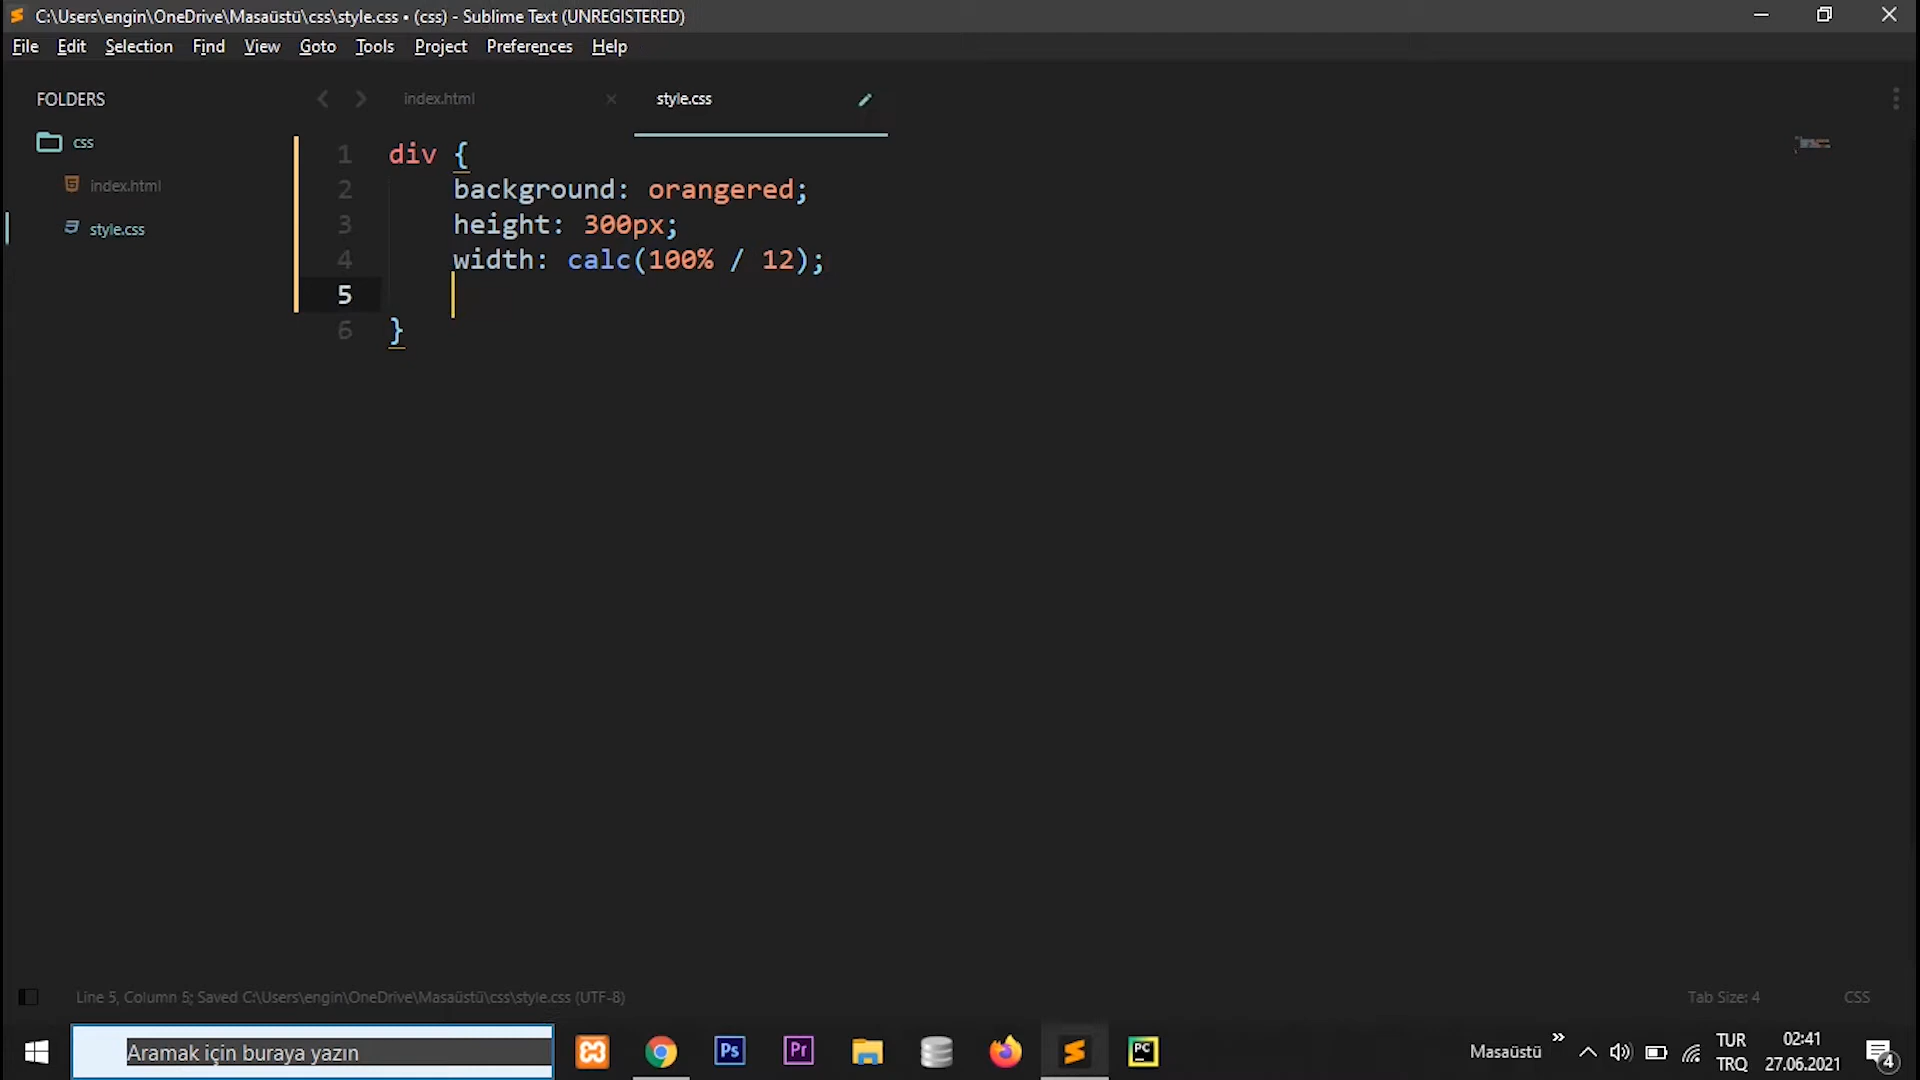 C:\Users\engin\OneDrive\Masaüstü\css\style.css • (css) - Sublime Text (UNREGISTERED)
File Edit Selection Find View Goto Tools Project Preferences Help
FOLDERS
css
index.html
style.css
index.html
style.css
1 div {
2 background: orangered;
3 height: 300px;
4 width: calc(100% / 12);
5
6 }
Line 5, Column 5; Saved C:\Users\engin\OneDrive\Masaüstü\css\style.css (UTF-8)
Tab Size: 4
CSS
Aramak için buraya yazın
Ps
Pr
PC
Masaüstü
TUR
TRQ
02:41
27.06.2021
4